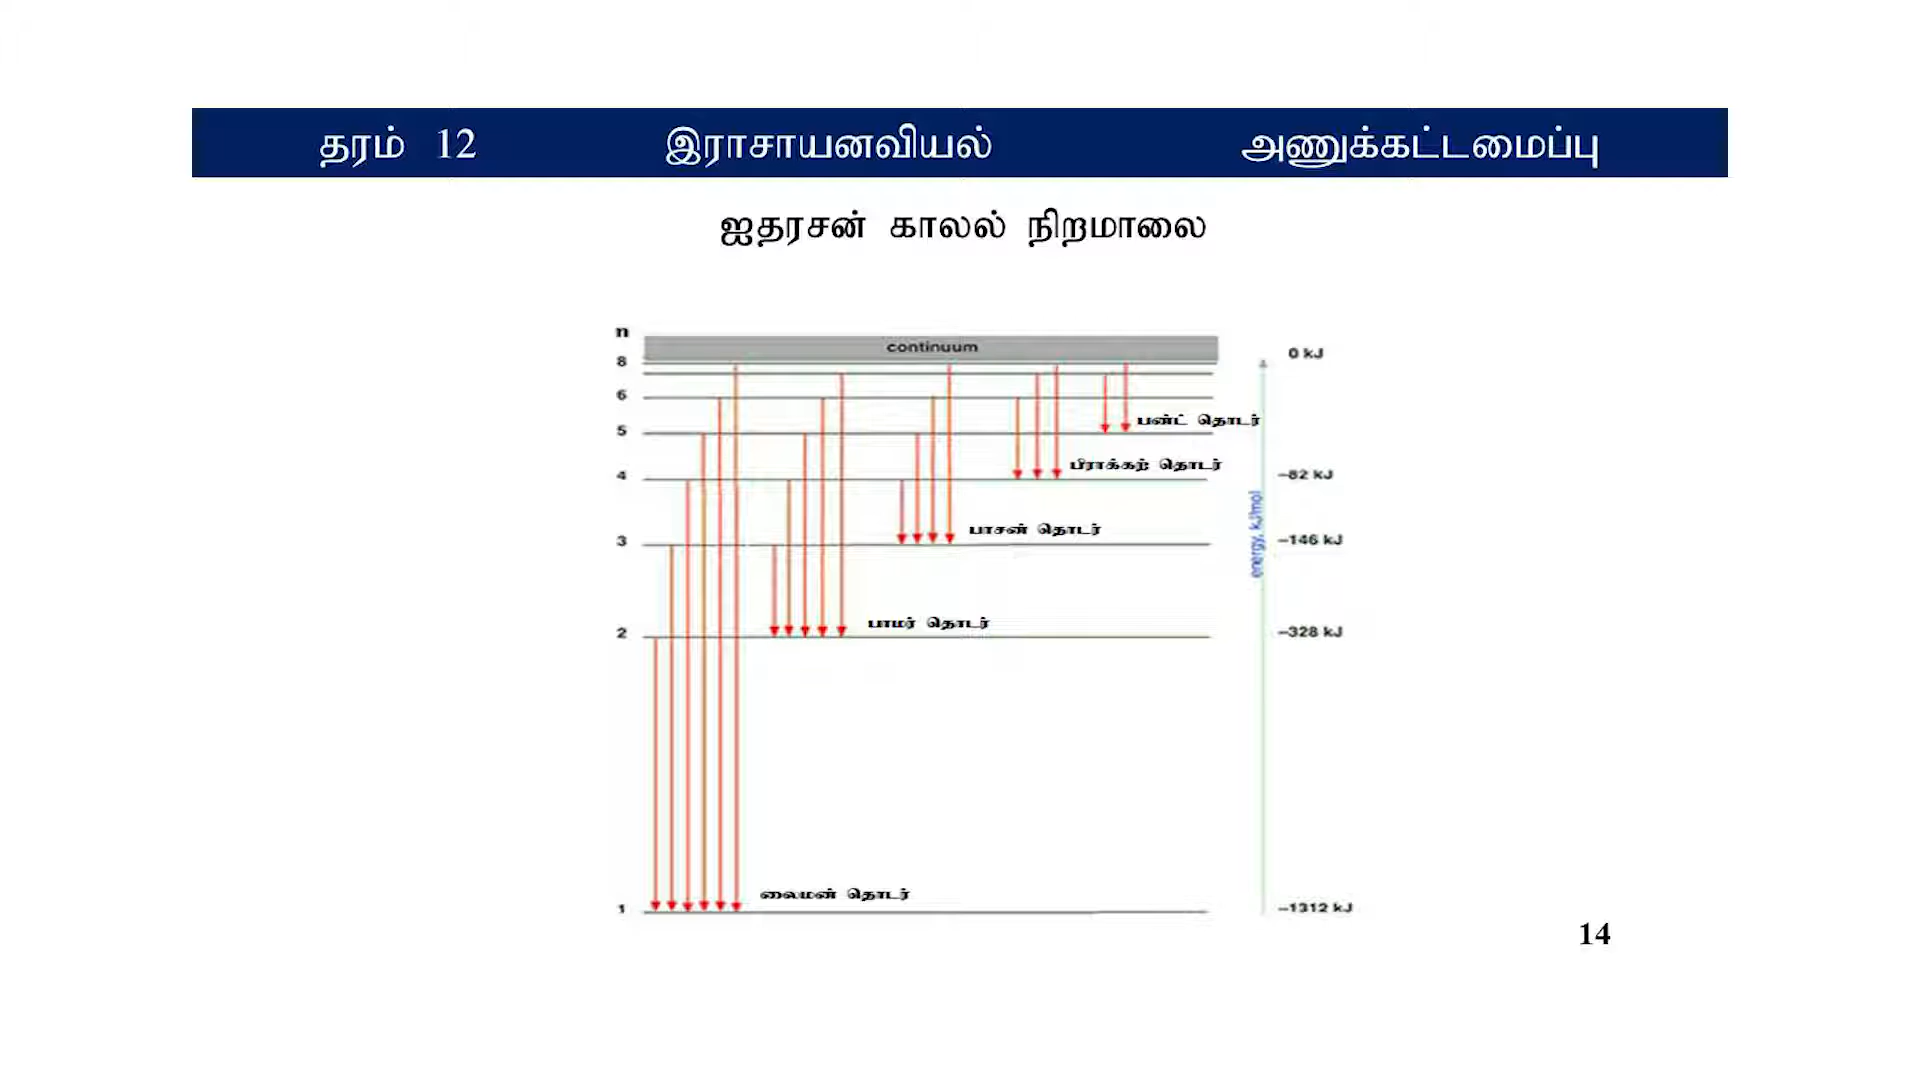 தரம் 12 இராசாயனவியல் அணுக்கட்டமைப்பு
ஐதரசன் காலல் நிறமாலை
n
continuum
8
0 kJ
6
பண்ட் தொடர்
5
பிராக்கற் தொடர்
4
-82 kJ
energy, kJ/mol
பாசன் தொடர்
3
-146 kJ
பாமர் தொடர்
2
-328 kJ
லைமன் தொடர்
1
-1312 kJ
14